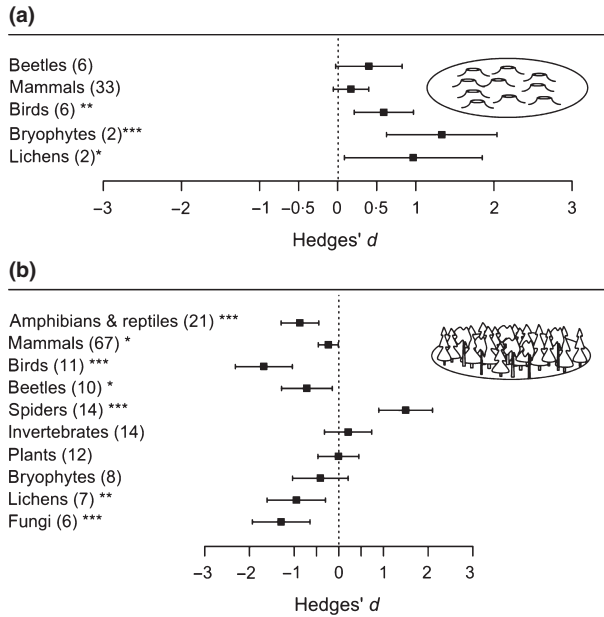 (a)
Beetles (6)
Mammals (33)
Birds (6) **
Bryophytes (2)***
Lichens (2)*
−3 −2 −1 −0·5 0 0·5 1 2 3
Hedges' d
(b)
Amphibians & reptiles (21) ***
Mammals (67) *
Birds (11) ***
Beetles (10) *
Spiders (14) ***
Invertebrates (14)
Plants (12)
Bryophytes (8)
Lichens (7) **
Fungi (6) ***
−3 −2 −1 0 1 2 3
Hedges' d